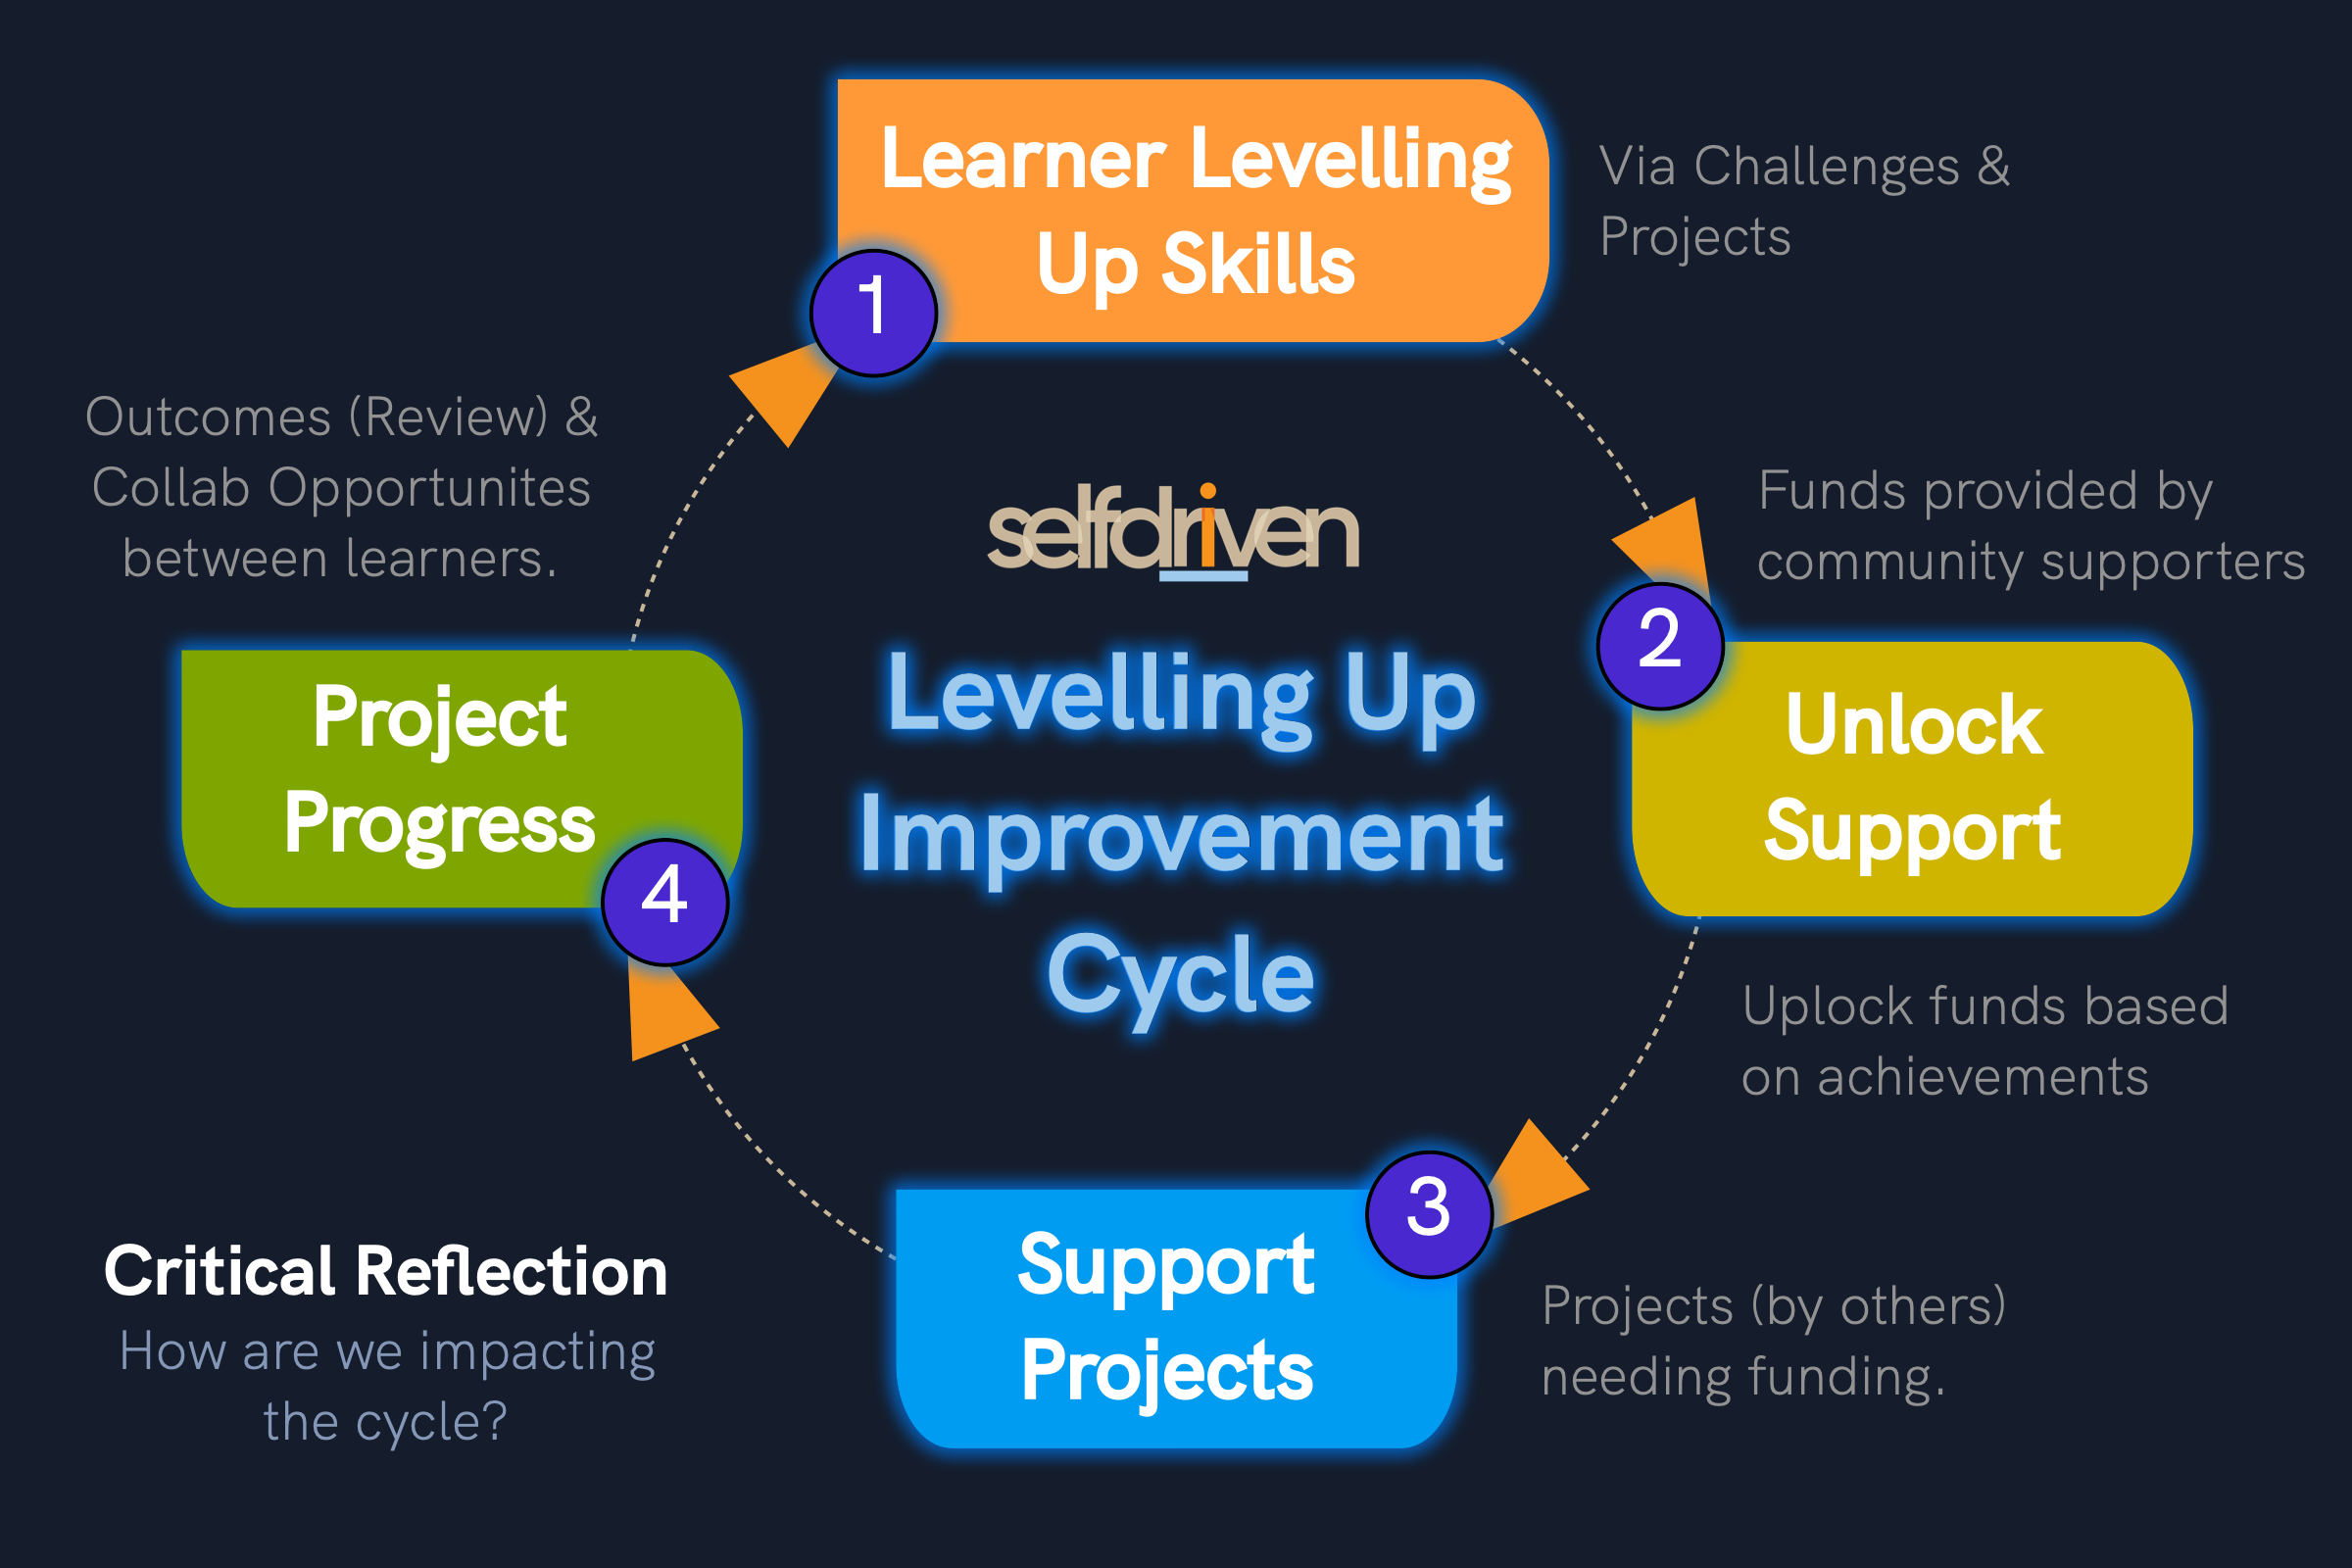 Learner Levelling
Up Skills
1
Via Challenges &
Projects
Outcomes (Review) &
Collab Opportunites
between learners.
selfdriven
Levelling Up
Improvement
Cycle
Funds provided by
community supporters
2
Unlock
Support
Uplock funds based
on achievements
3
Support
Projects
Projects (by others)
needing funding.
Project
Progress
4
Critical Reflection
How are we impacting
the cycle?